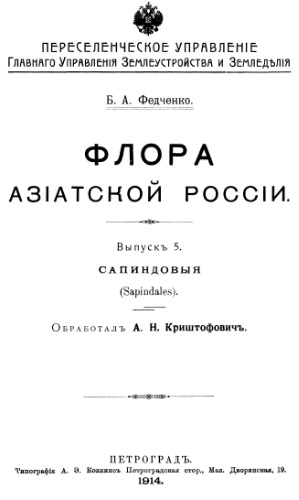 ПЕРЕСЕЛЕНЧЕСКОЕ УПРАВЛЕНІЕ
ГЛАВНАГО УПРАВЛЕНІЯ ЗЕМЛЕУСТРОЙСТВА И ЗЕМЛЕДѢЛІЯ
Б. А. Федченко.
ФЛОРА
АЗІАТСКОЙ РОССІИ.
Выпускъ 5.
САПИНДОВЫЯ
(Sapindales).
Обработалъ А. Н. Криштофовичъ.
ПЕТРОГРАДЪ.
Типографія А. Э. Коллинсъ Петроградская стор., Мал. Дворянская, 19.
1914.